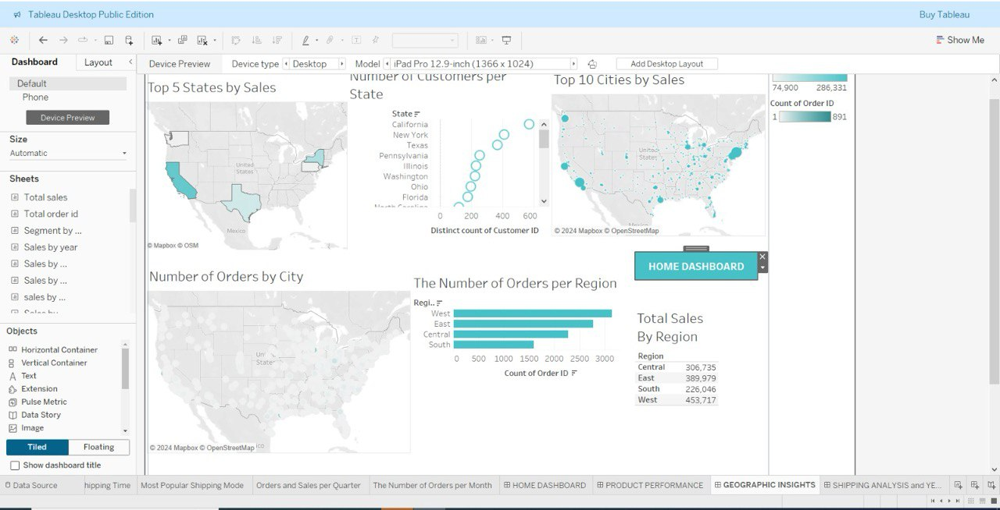 Tableau Desktop Public Edition
Buy Tableau
Show Me
Dashboard
Layout
Device Preview
Device type
Desktop
Model
iPad Pro 12.9-inch (1366 x 1024)
Add Desktop Layout
Default
Phone
Device Preview
Size
Automatic
Sheets
Total sales
Total order id
Segment by ...
Sales by year
Sales by ...
Sales by ...
sales by ...
Sales by
Objects
Horizontal Container
Vertical Container
Text
Extension
Pulse Metric
Data Story
Image
Tiled
Floating
Show dashboard title
Top 5 States by Sales
United
States
Mexico
© Mapbox © OSM
Number of Customers per
State
State
California
New York
Texas
Pennsylvania
Illinois
Washington
Ohio
Florida
North Carolina
0 200 400 600
Distinct count of Customer ID
Top 10 Cities by Sales
United
States
Mexico
© 2024 Mapbox © OpenStreetMap
74,900 286,331
Count of Order ID
1 891
HOME DASHBOARD
Number of Orders by City
© 2024 Mapbox © OpenStreetMap
The Number of Orders per Region
Regi..
West
East
Central
South
0 500 1000 1500 2000 2500 3000
Count of Order ID
Total Sales
By Region
Region
Central 306,735
East 389,979
South 226,046
West 453,717
Data Source
hipping Time
Most Popular Shipping Mode
Orders and Sales per Quarter
The Number of Orders per Month
HOME DASHBOARD
PRODUCT PERFORMANCE
GEOGRAPHIC INSIGHTS
SHIPPING ANALYSIS and YE...